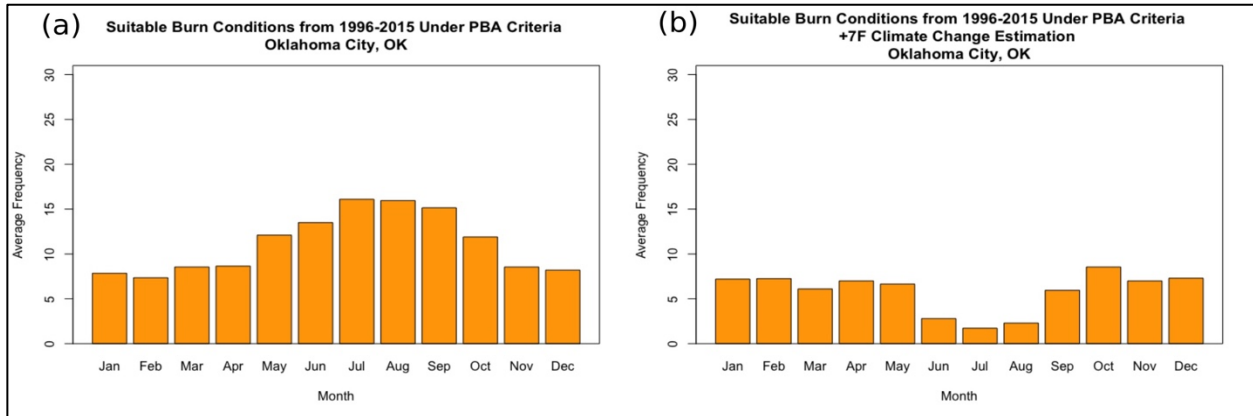 (a)
Suitable Burn Conditions from 1996-2015 Under PBA Criteria
Oklahoma City, OK
Average Frequency
30
25
20
15
10
5
0
Jan Feb Mar Apr May Jun Jul Aug Sep Oct Nov Dec
Month
(b)
Suitable Burn Conditions from 1996-2015 Under PBA Criteria
+7F Climate Change Estimation
Oklahoma City, OK
Average Frequency
30
25
20
15
10
5
0
Jan Feb Mar Apr May Jun Jul Aug Sep Oct Nov Dec
Month